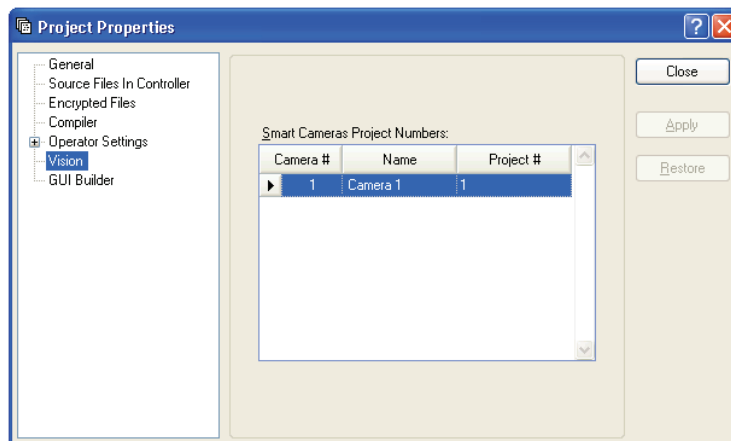 Project Properties
General
Source Files In Controller
Encrypted Files
Compiler
Operator Settings
Vision
GUI Builder
Smart Cameras Project Numbers:
Camera # Name Project #
1 Camera 1 1
Close
Apply
Restore